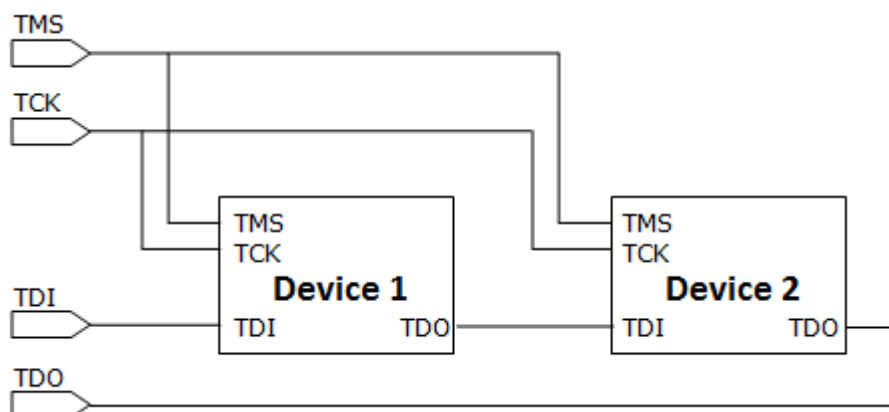 TMS
TCK
TMS
TCK
Device 1
TDI TDO
TMS
TCK
Device 2
TDI TDO
TDI
TDO